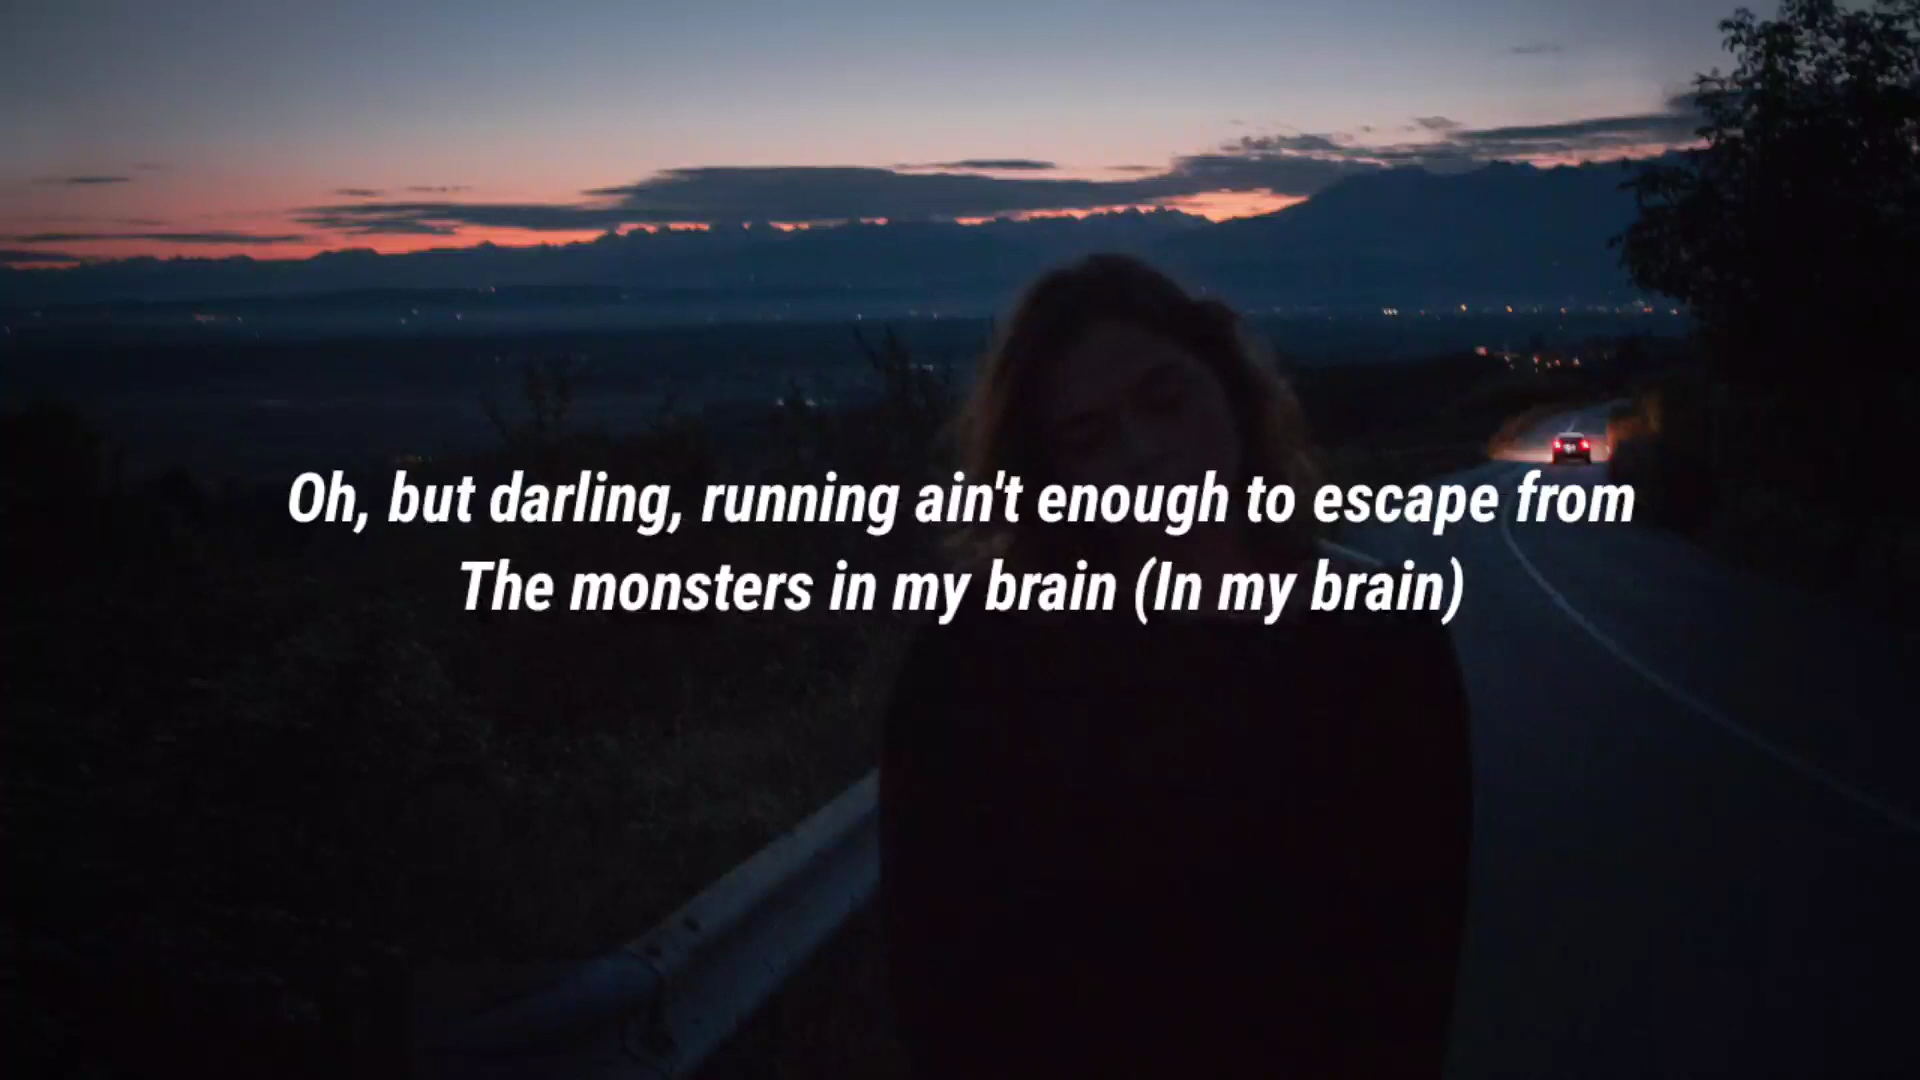 Oh, but darling, running ain't enough to escape from
The monsters in my brain (In my brain)